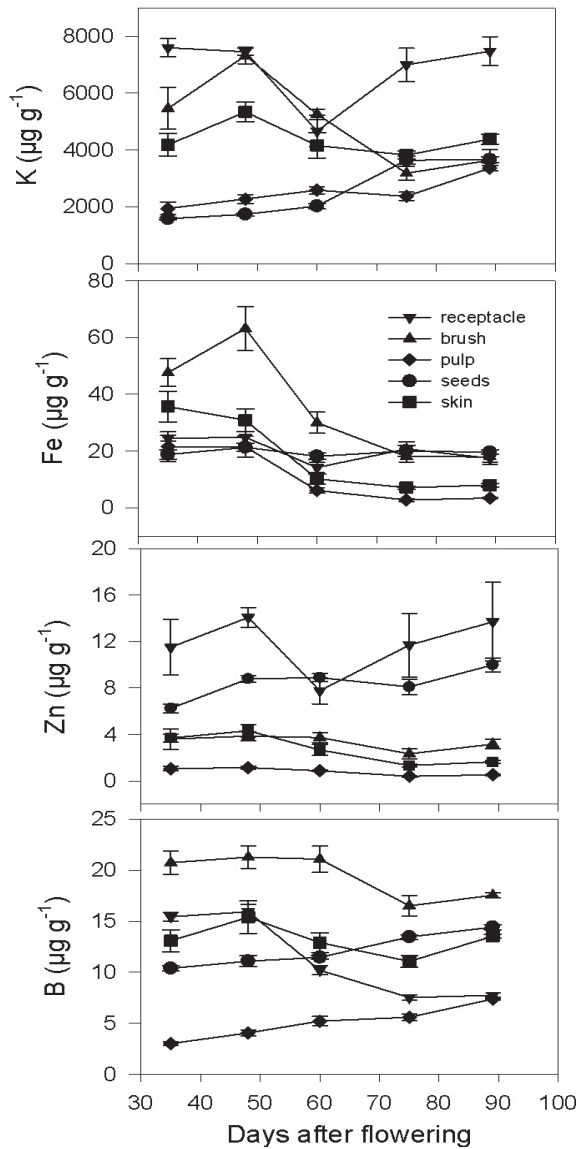 8000
6000
4000
2000
0
K (µg g⁻¹)
80
60
40
20
0
Fe (µg g⁻¹)
receptacle
brush
pulp
seeds
skin
20
16
12
8
4
0
Zn (µg g⁻¹)
25
20
15
10
5
0
B (µg g⁻¹)
30 40 50 60 70 80 90 100
Days after flowering